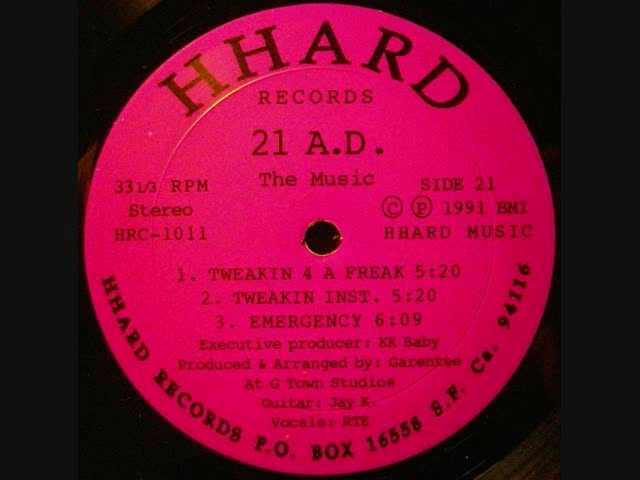 HHARD
RECORDS
21 A.D.
The Music
33 1/3 RPM
Stereo
HRC-1011
SIDE 21
© ℗ 1991 BMI
HHARD MUSIC
1. TWEAKIN 4 A FREAK 5:20
2. TWEAKIN INST. 5:20
3. EMERGENCY 6:09
Executive producer: KK Baby
Produced & Arranged by: Garentee
At G Town Studios
Guitar: Jay K.
Vocals: RTE
HHARD RECORDS P.O. BOX 16558 S.F. Ca. 94116